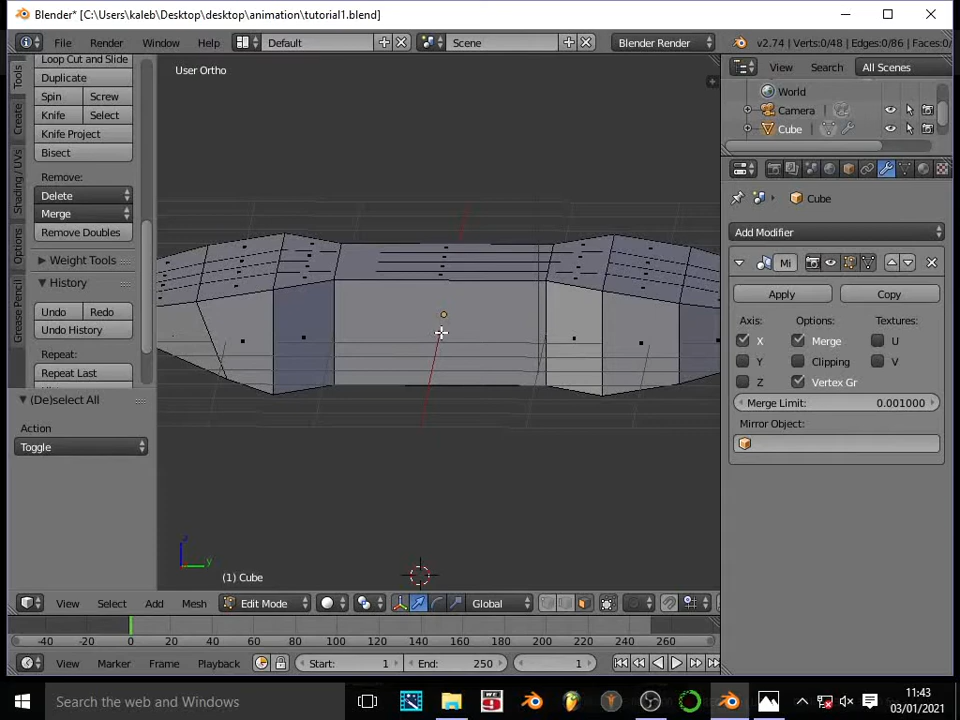 Blender* [C:\Users\kaleb\Desktop\desktop\animation\tutorial1.blend]
File Render Window Help Default Scene Blender Render v2.74 | Verts:0/48 | Edges:0/86 | Faces:0/
Loop Cut and Slide
Duplicate
Spin Screw
Knife Select
Knife Project
Bisect
Remove:
Delete
Merge
Remove Doubles
Weight Tools
History
Undo Redo
Undo History
Repeat:
Repeat Last
(De)select All
Action
Toggle
Tools
Create
Shading / UVs
Options
Grease Pencil
User Ortho
z
y
(1) Cube
View Search All Scenes
World
Camera
Cube
Cube
Add Modifier
Mi
Apply Copy
Axis: Options: Textures:
X Merge U
Y Clipping V
Z Vertex Gr
Merge Limit: 0.001000
Mirror Object:
View Select Add Mesh Edit Mode Global
-40 -20 0 20 40 60 80 100 120 140 160 180 200 220 240 260
View Marker Frame Playback Start: 1 End: 250 1
Search the web and Windows
11:43
03/01/2021